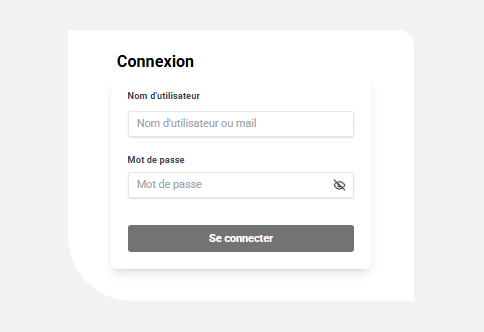 Connexion
Nom d'utilisateur
Nom d'utilisateur ou mail
Mot de passe
Mot de passe
Se connecter